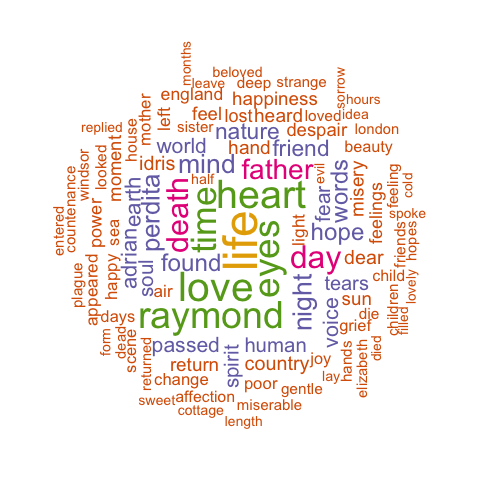 months
beloved
leave
deep
strange
sorrow
england
happiness
hours
feel
lost
heard
loved
idea
replied
house
mother
left
sister
nature
despair
london
world
hand
friend
beauty
entered
countenance
windsor
looked
moment
idris
mind
father
evil
words
misery
feelings
feeling
cold
half
death
time
heart
fear
power
earth
perdita
adrian
light
hope
spoke
hopes
friends
plague
appeared
happy
sea
soul
found
life
eyes
day
dear
child
children
lovely
air
love
night
tears
sun
filled
days
raymond
voice
grief
die
form
dead
scene
returned
passed
spirit
human
joy
hands
elizabeth
died
return
country
lay
change
poor
gentle
sweet
affection
miserable
cottage
length